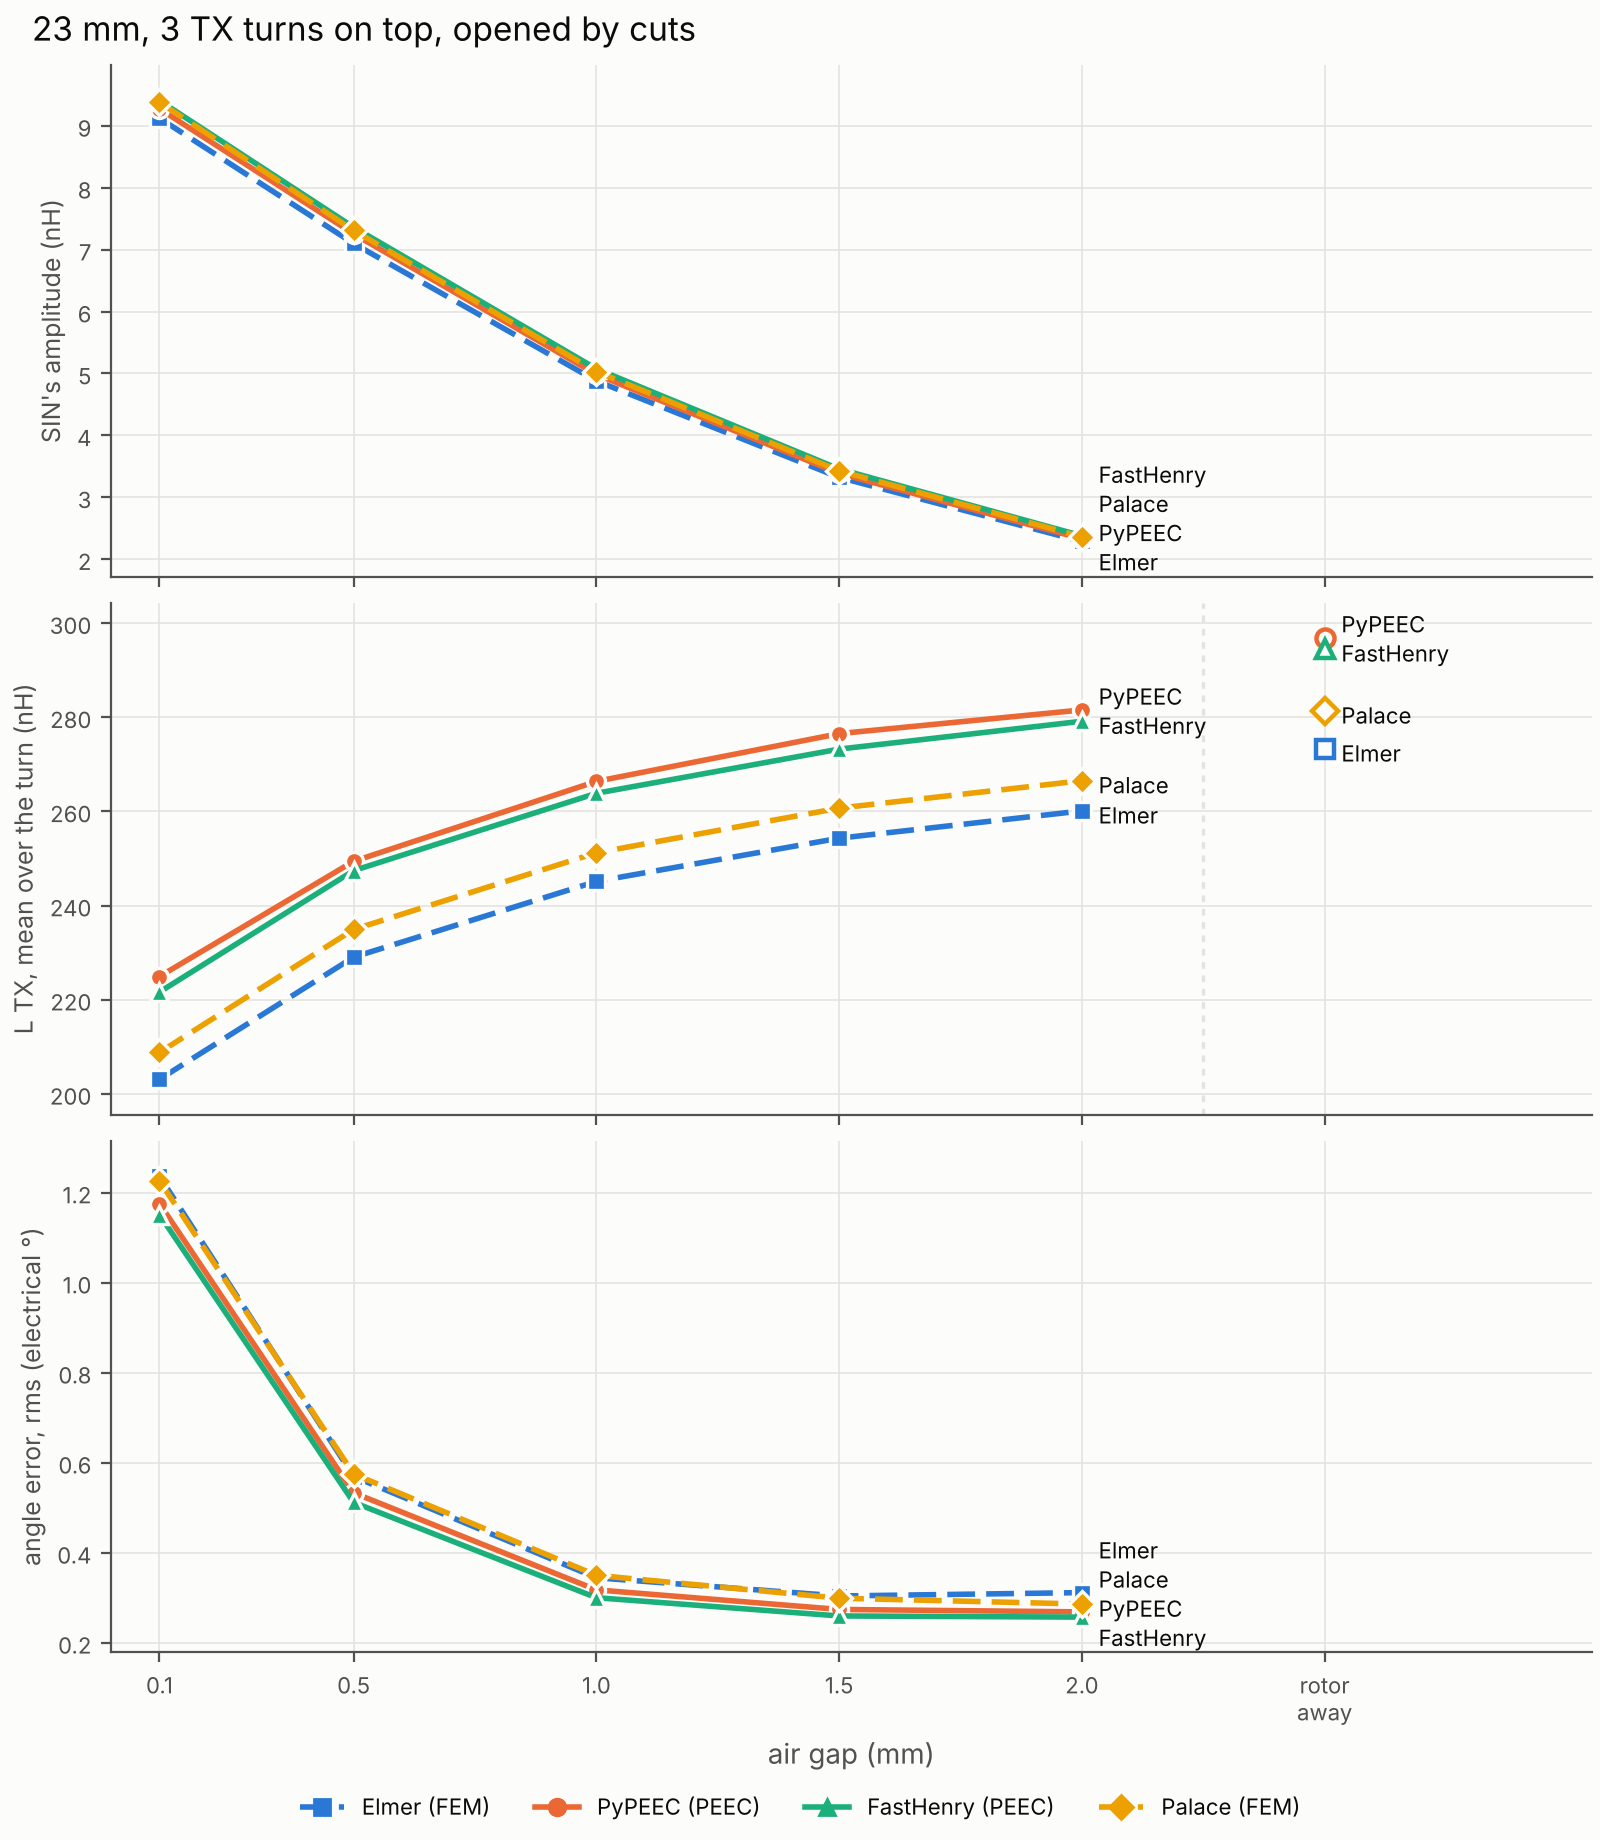 23 mm, 3 TX turns on top, opened by cuts
SIN's amplitude (nH)
9
8
7
6
5
4
3
2
FastHenry
Palace
PyPEEC
Elmer
L TX, mean over the turn (nH)
300
280
260
240
220
200
PyPEEC
FastHenry
Palace
Elmer
PyPEEC
FastHenry
Palace
Elmer
angle error, rms (electrical °)
1.2
1.0
0.8
0.6
0.4
0.2
Elmer
Palace
PyPEEC
FastHenry
0.1 0.5 1.0 1.5 2.0 rotor
away
air gap (mm)
Elmer (FEM) PyPEEC (PEEC) FastHenry (PEEC) Palace (FEM)